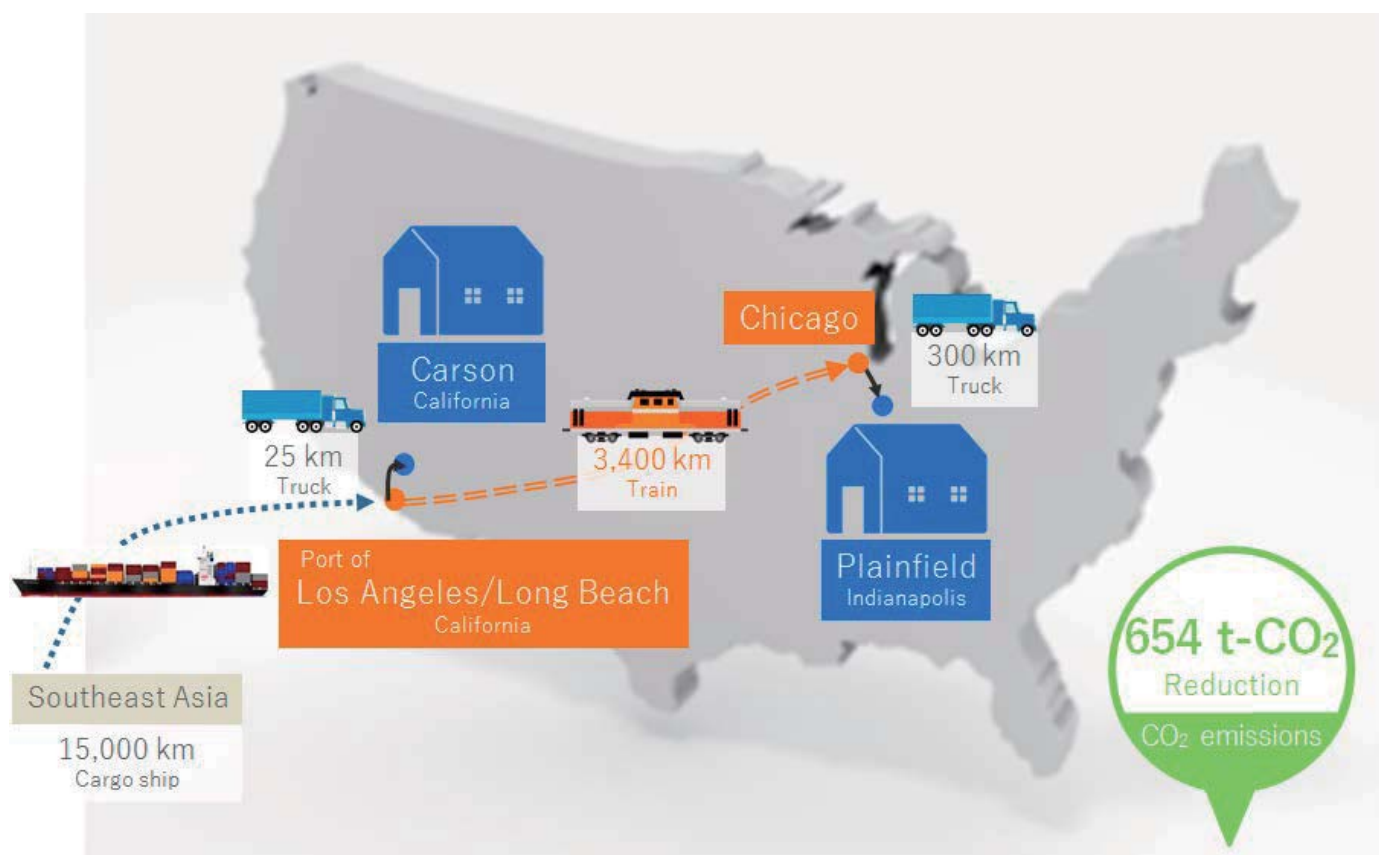 Chicago
300 km
Truck
Carson
California
25 km
Truck
3,400 km
Train
Port of
Los Angeles/Long Beach
California
Plainfield
Indianapolis
Southeast Asia
15,000 km
Cargo ship
654 t-CO₂
Reduction
CO₂ emissions